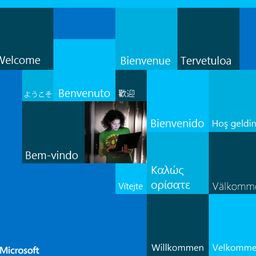 Welcome
Bienvenue
Tervetuloa
ようこそ
Benvenuto
歡迎
Bienvenido
Hoş geldin
Bem-vindo
Vítejte
Καλώς
ορίσατε
Välkomme
Willkommen
Velkomme
Microsoft